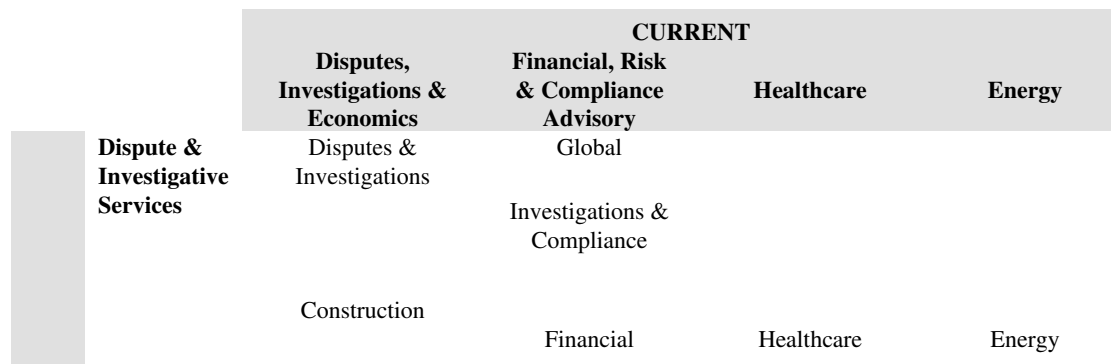 CURRENT
Disputes, Investigations & Economics
Financial, Risk & Compliance Advisory
Healthcare
Energy
Dispute & Investigative Services
Disputes & Investigations
Global
Investigations & Compliance
Construction
Financial
Healthcare
Energy